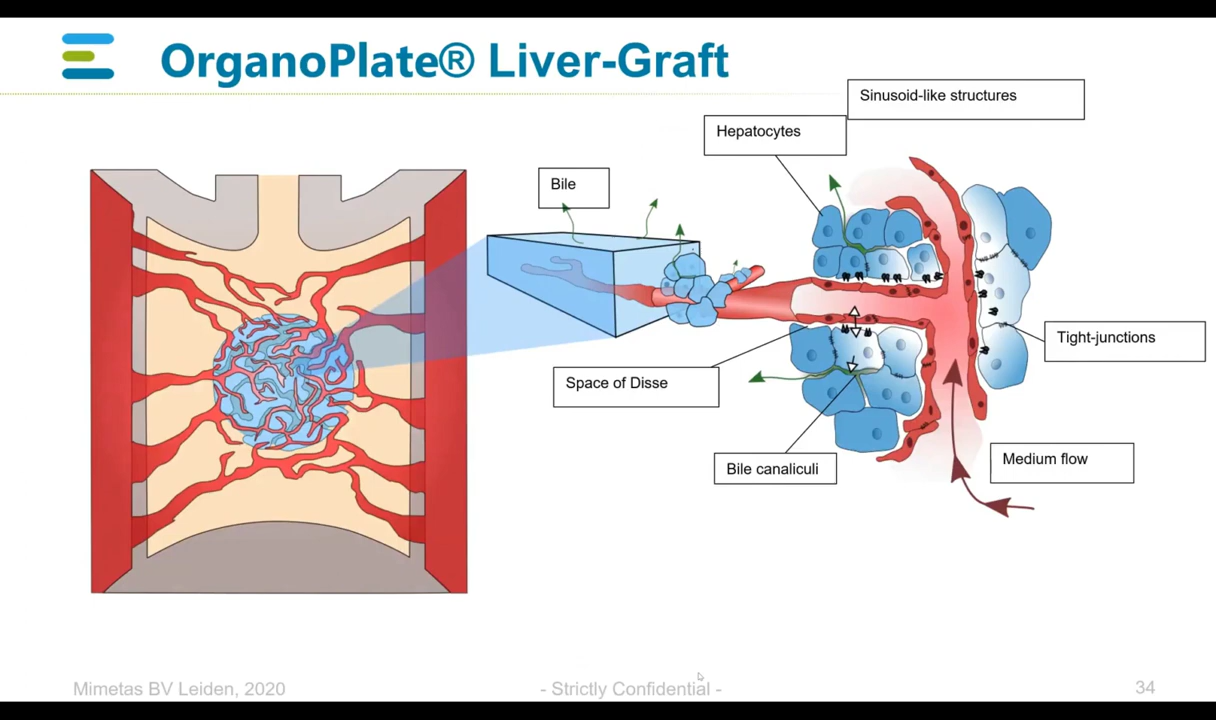 OrganoPlate® Liver-Graft
Sinusoid-like structures
Hepatocytes
Bile
Tight-junctions
Space of Disse
Medium flow
Bile canaliculi
Mimetas BV Leiden, 2020
- Strictly Confidential -
34